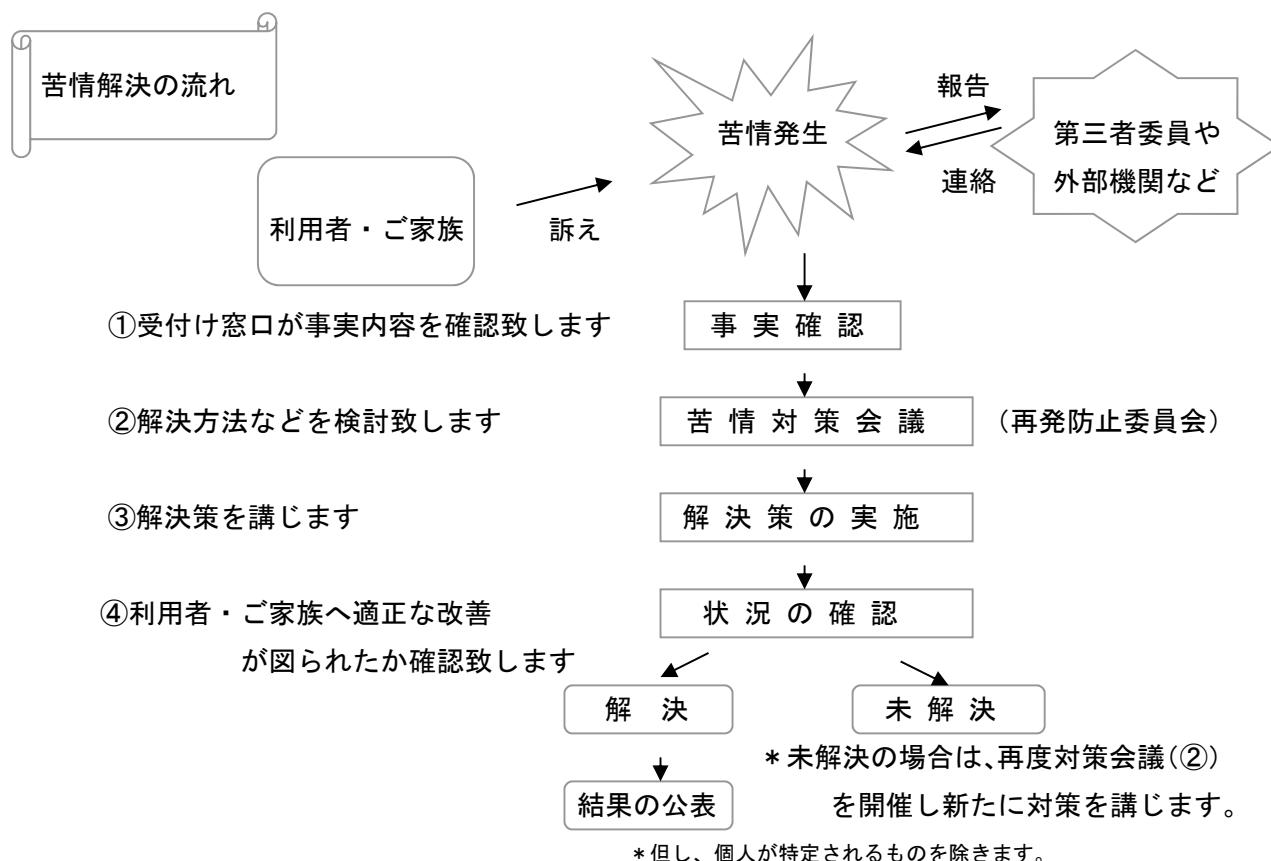 苦情解決の流れ
苦情発生
報告
連絡
第三者委員や
外部機関など
利用者・ご家族
訴え
①受付け窓口が事実内容を確認致します
事実確認
②解決方法などを検討致します
苦情対策会議
（再発防止委員会）
③解決策を講じます
解決策の実施
④利用者・ご家族へ適正な改善
が図られたか確認致します
状況の確認
解　決
未解決
＊未解決の場合は、再度対策会議（②）
を開催し新たに対策を講じます。
結果の公表
＊但し、個人が特定されるものを除きます。